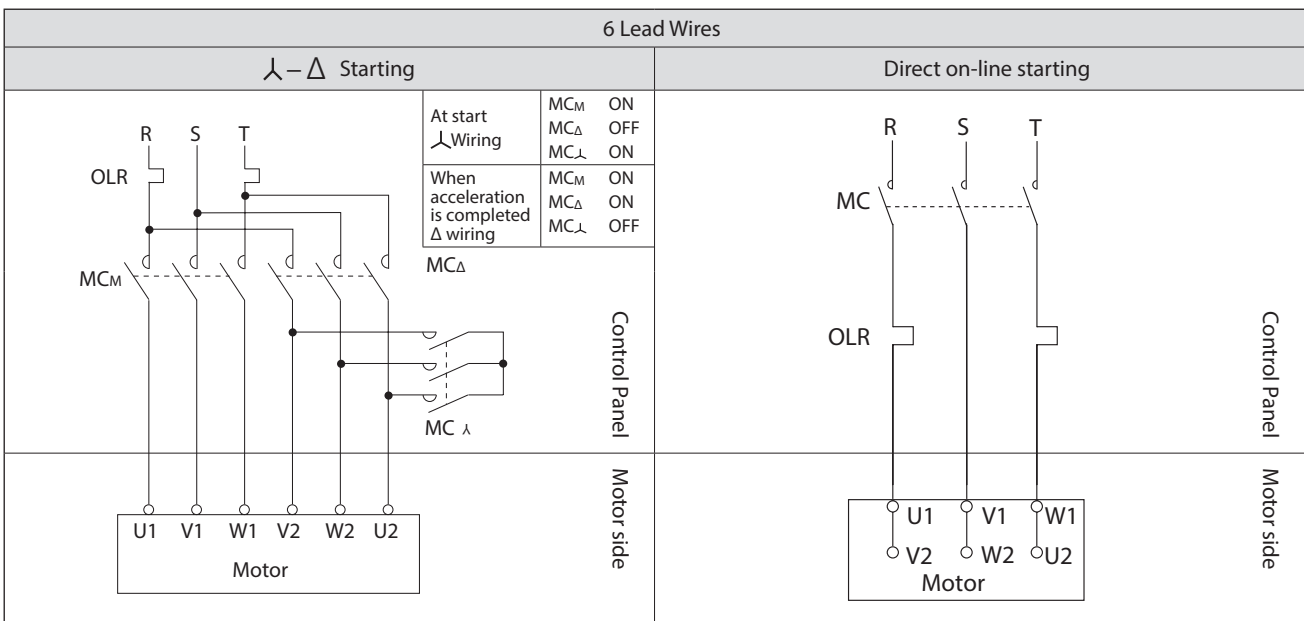 6 Lead Wires
⅄ – Δ Starting
Direct on-line starting
R S T
OLR
At start
⅄ Wiring
MCM ON
MCΔ OFF
MC⅄ ON
When
acceleration
is completed
Δ wiring
MCM ON
MCΔ ON
MC⅄ OFF
MCM
MCΔ
MC ⅄
Control Panel
Motor side
U1 V1 W1 V2 W2 U2
Motor
R S T
MC
OLR
Control Panel
Motor side
U1 V1 W1
V2 W2 U2
Motor